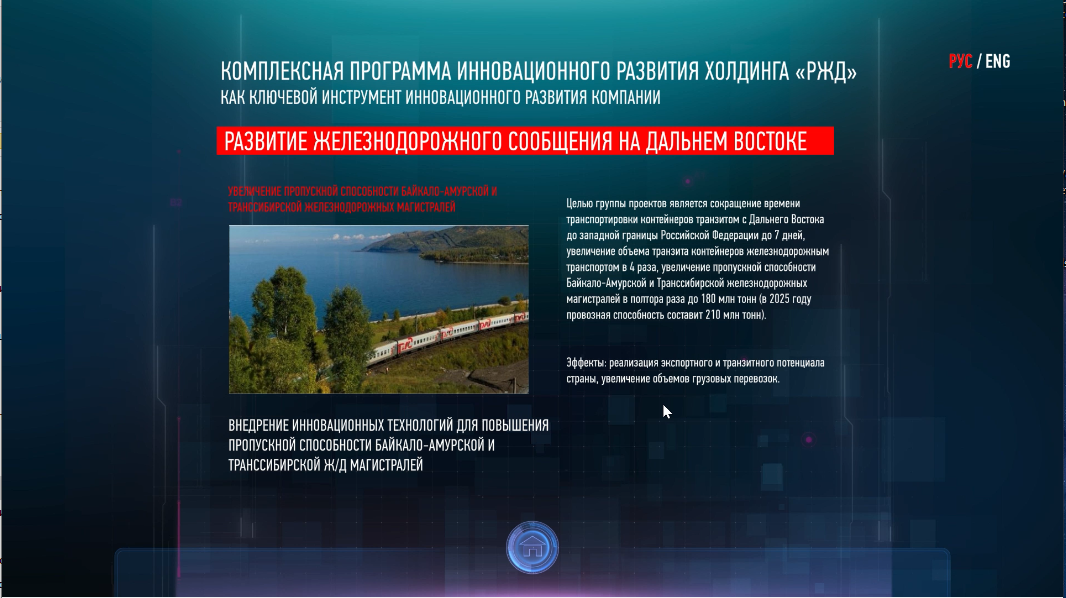 КОМПЛЕКСНАЯ ПРОГРАММА ИННОВАЦИОННОГО РАЗВИТИЯ ХОЛДИНГА «РЖД»
РУС / ENG
КАК КЛЮЧЕВОЙ ИНСТРУМЕНТ ИННОВАЦИОННОГО РАЗВИТИЯ КОМПАНИИ
РАЗВИТИЕ ЖЕЛЕЗНОДОРОЖНОГО СООБЩЕНИЯ НА ДАЛЬНЕМ ВОСТОКЕ
УВЕЛИЧЕНИЕ ПРОПУСКНОЙ СПОСОБНОСТИ БАЙКАЛО-АМУРСКОЙ И
ТРАНССИБИРСКОЙ ЖЕЛЕЗНОДОРОЖНЫХ МАГИСТРАЛЕЙ
ВНЕДРЕНИЕ ИННОВАЦИОННЫХ ТЕХНОЛОГИЙ ДЛЯ ПОВЫШЕНИЯ
ПРОПУСКНОЙ СПОСОБНОСТИ БАЙКАЛО-АМУРСКОЙ И
ТРАНССИБИРСКОЙ Ж/Д МАГИСТРАЛЕЙ
Целью группы проектов является сокращение времени
транспортировки контейнеров транзитом с Дальнего Востока
до западной границы Российской Федерации до 7 дней,
увеличение объема транзита контейнеров железнодорожным
транспортом в 4 раза, увеличение пропускной способности
Байкало-Амурской и Транссибирской железнодорожных
магистралей в полтора раза до 180 млн тонн (в 2025 году
провозная способность составит 210 млн тонн).
Эффекты: реализация экспортного и транзитного потенциала
страны, увеличение объемов грузовых перевозок.